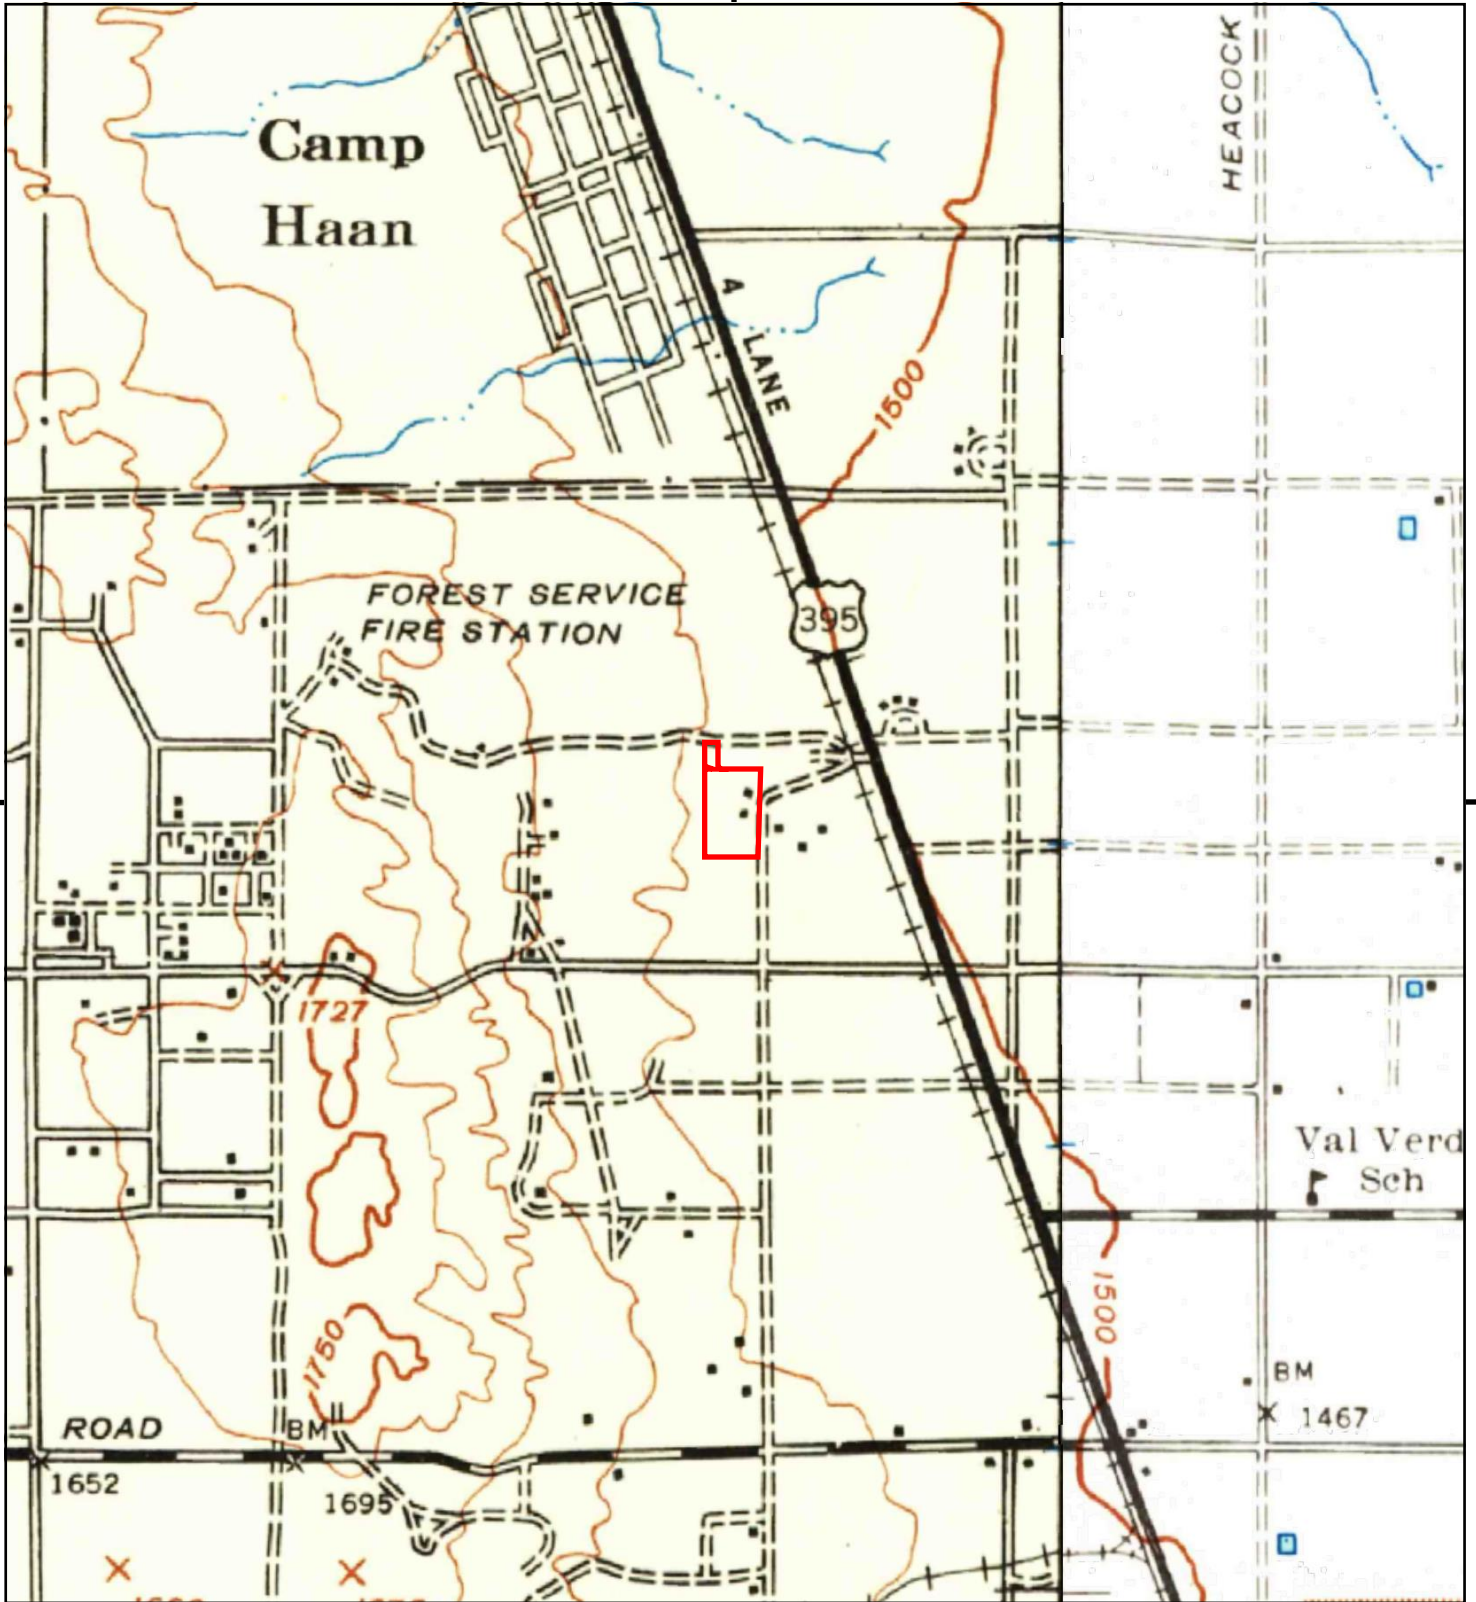 HEACOCK
Camp
Haan
4 LANE
1500
FOREST SERVICE
FIRE STATION
395
1727
Val Verd
Sch
1500
1750
BM
1467
ROAD
BM
1652
1695